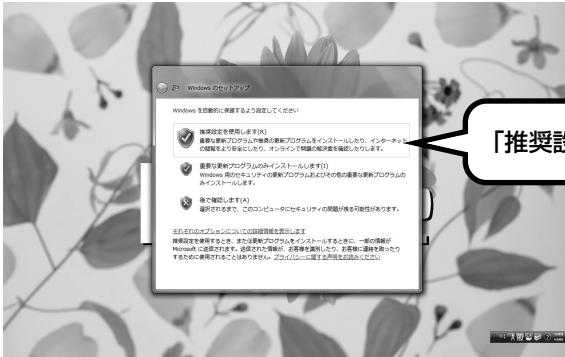 Windows のセットアップ
Windows を自動的に保護するよう設定してください
推奨設定を使用します(R)
重要な更新プログラムや推奨の更新プログラムをインストールしたり、インターネット
の閲覧をより安全にしたり、オンラインで問題の解決策を確認したりします。
「推奨設
重要な更新プログラムのみインストールします(I)
Windows 用のセキュリティの更新プログラムおよびその他の重要な更新プログラムの
みインストールします。
後で確認します(A)
選択されるまで、このコンピュータにセキュリティの問題が残る可能性があります。
それぞれのオプションについての詳細情報を表示します
推奨設定を使用するとき、または更新プログラムをインストールするときに、一部の情報が
Microsoft に送信されます。送信された情報が、お客様を識別したり、お客様に連絡を取ったり
するために使用されることはありません。プライバシーに関する声明をお読みください